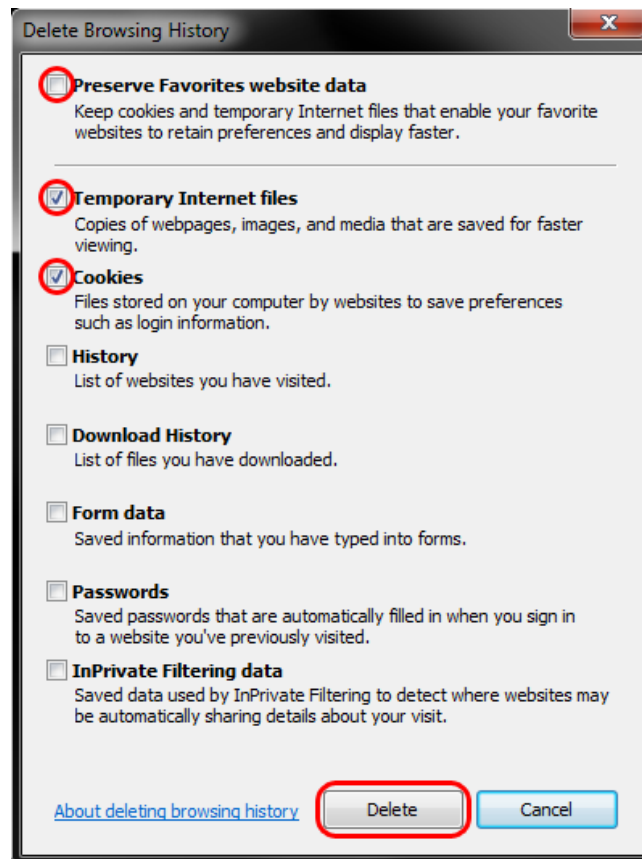 Delete Browsing History
Preserve Favorites website data
Keep cookies and temporary Internet files that enable your favorite
websites to retain preferences and display faster.
Temporary Internet files
Copies of webpages, images, and media that are saved for faster
viewing.
Cookies
Files stored on your computer by websites to save preferences
such as login information.
History
List of websites you have visited.
Download History
List of files you have downloaded.
Form data
Saved information that you have typed into forms.
Passwords
Saved passwords that are automatically filled in when you sign in
to a website you've previously visited.
InPrivate Filtering data
Saved data used by InPrivate Filtering to detect where websites may
be automatically sharing details about your visit.
About deleting browsing history Delete Cancel